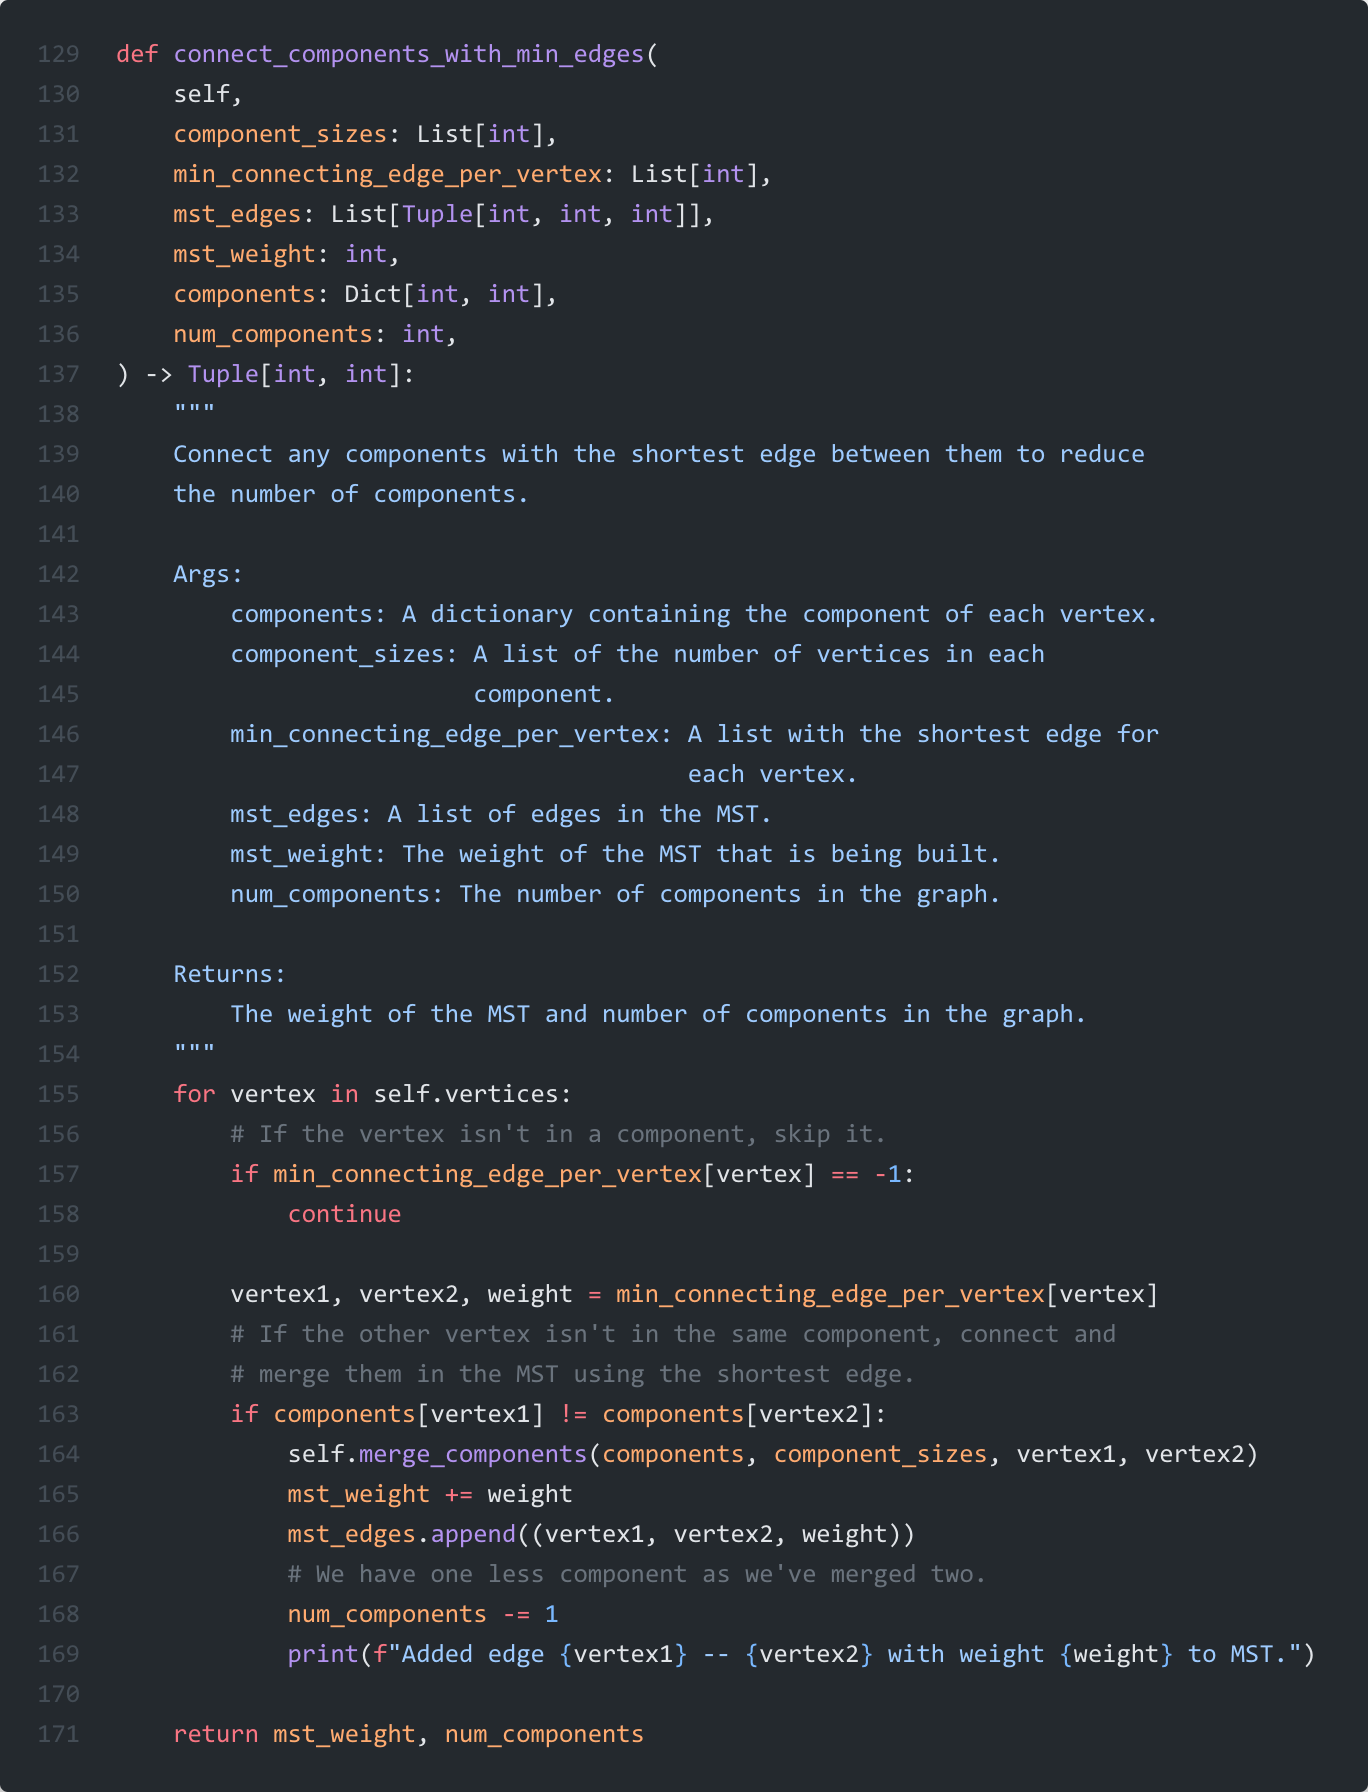 129 def connect_components_with_min_edges(
130     self,
131     component_sizes: List[int],
132     min_connecting_edge_per_vertex: List[int],
133     mst_edges: List[Tuple[int, int, int]],
134     mst_weight: int,
135     components: Dict[int, int],
136     num_components: int,
137 ) -> Tuple[int, int]:
138     """
139     Connect any components with the shortest edge between them to reduce
140     the number of components.
141
142     Args:
143         components: A dictionary containing the component of each vertex.
144         component_sizes: A list of the number of vertices in each
145                          component.
146         min_connecting_edge_per_vertex: A list with the shortest edge for
147                                         each vertex.
148         mst_edges: A list of edges in the MST.
149         mst_weight: The weight of the MST that is being built.
150         num_components: The number of components in the graph.
151
152     Returns:
153         The weight of the MST and number of components in the graph.
154     """
155     for vertex in self.vertices:
156         # If the vertex isn't in a component, skip it.
157         if min_connecting_edge_per_vertex[vertex] == -1:
158             continue
159
160         vertex1, vertex2, weight = min_connecting_edge_per_vertex[vertex]
161         # If the other vertex isn't in the same component, connect and
162         # merge them in the MST using the shortest edge.
163         if components[vertex1] != components[vertex2]:
164             self.merge_components(components, component_sizes, vertex1, vertex2)
165             mst_weight += weight
166             mst_edges.append((vertex1, vertex2, weight))
167             # We have one less component as we've merged two.
168             num_components -= 1
169             print(f"Added edge {vertex1} -- {vertex2} with weight {weight} to MST.")
170
171     return mst_weight, num_components